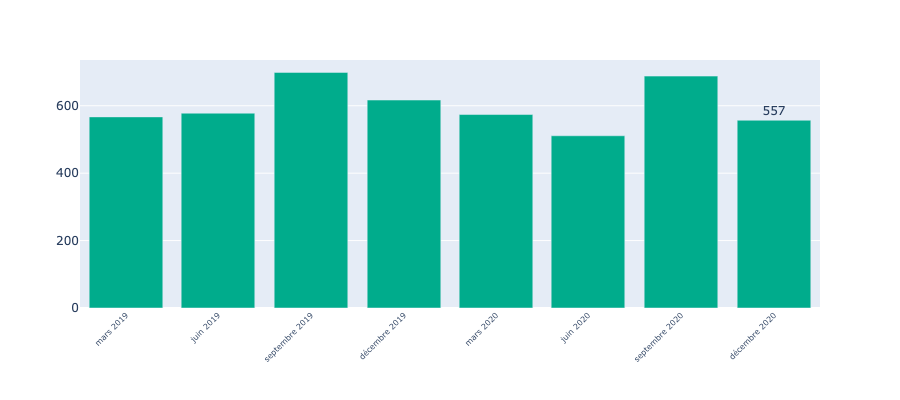 600
400
200
0
557
mars 2019
juin 2019
septembre 2019
décembre 2019
mars 2020
juin 2020
septembre 2020
décembre 2020